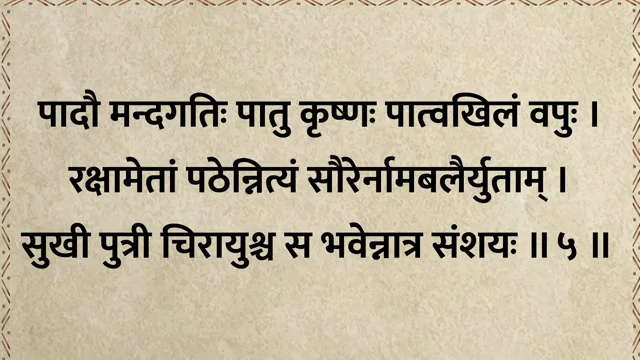 पादौ मन्दगतिः पातु कृष्णः पात्वखिलं वपुः ।
रक्षामेतां पठेन्नित्यं सौरेर्नामबलैर्युताम् ।
सुखी पुत्री चिरायुश्च स भवेन्नात्र संशयः ॥ ५ ॥